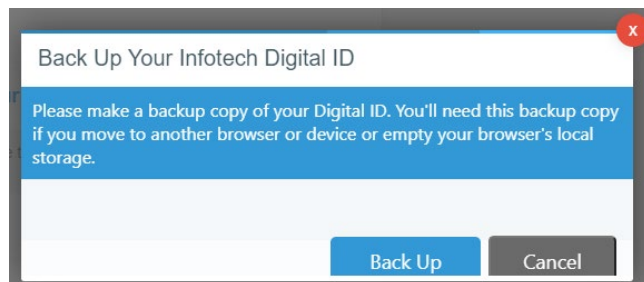 X
Back Up Your Infotech Digital ID
Please make a backup copy of your Digital ID. You'll need this backup copy
if you move to another browser or device or empty your browser's local
storage.
Back Up Cancel